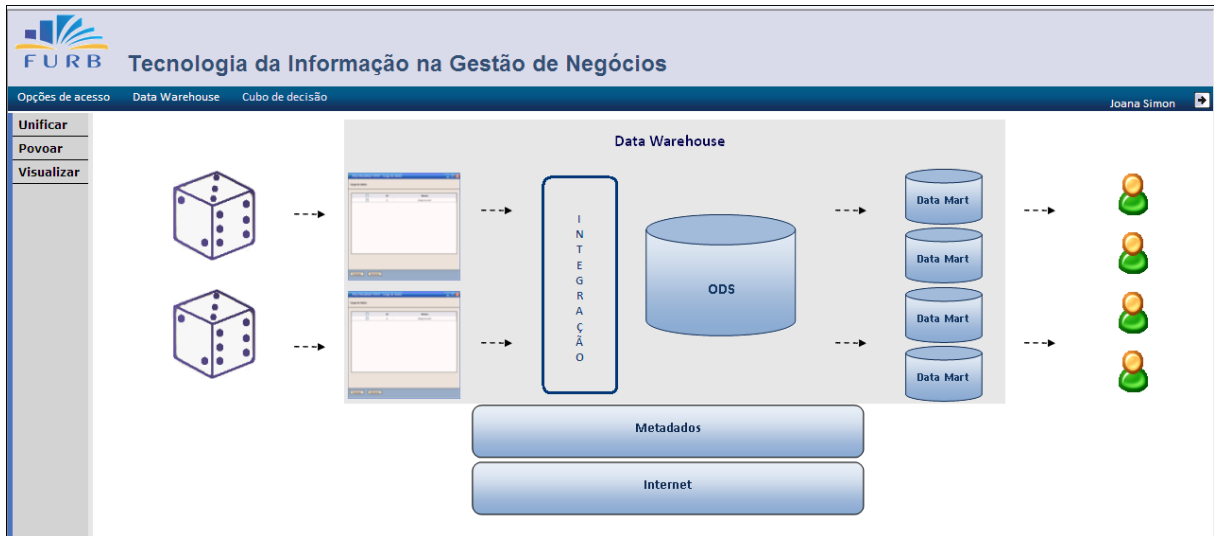 FURB
Tecnologia da Informação na Gestão de Negócios
Opções de acesso Data Warehouse Cubo de decisão
Joana Simon
Unificar
Povoar
Visualizar
Data Warehouse
INTEGRAÇÃO
ODS
Data Mart
Data Mart
Data Mart
Data Mart
Metadados
Internet